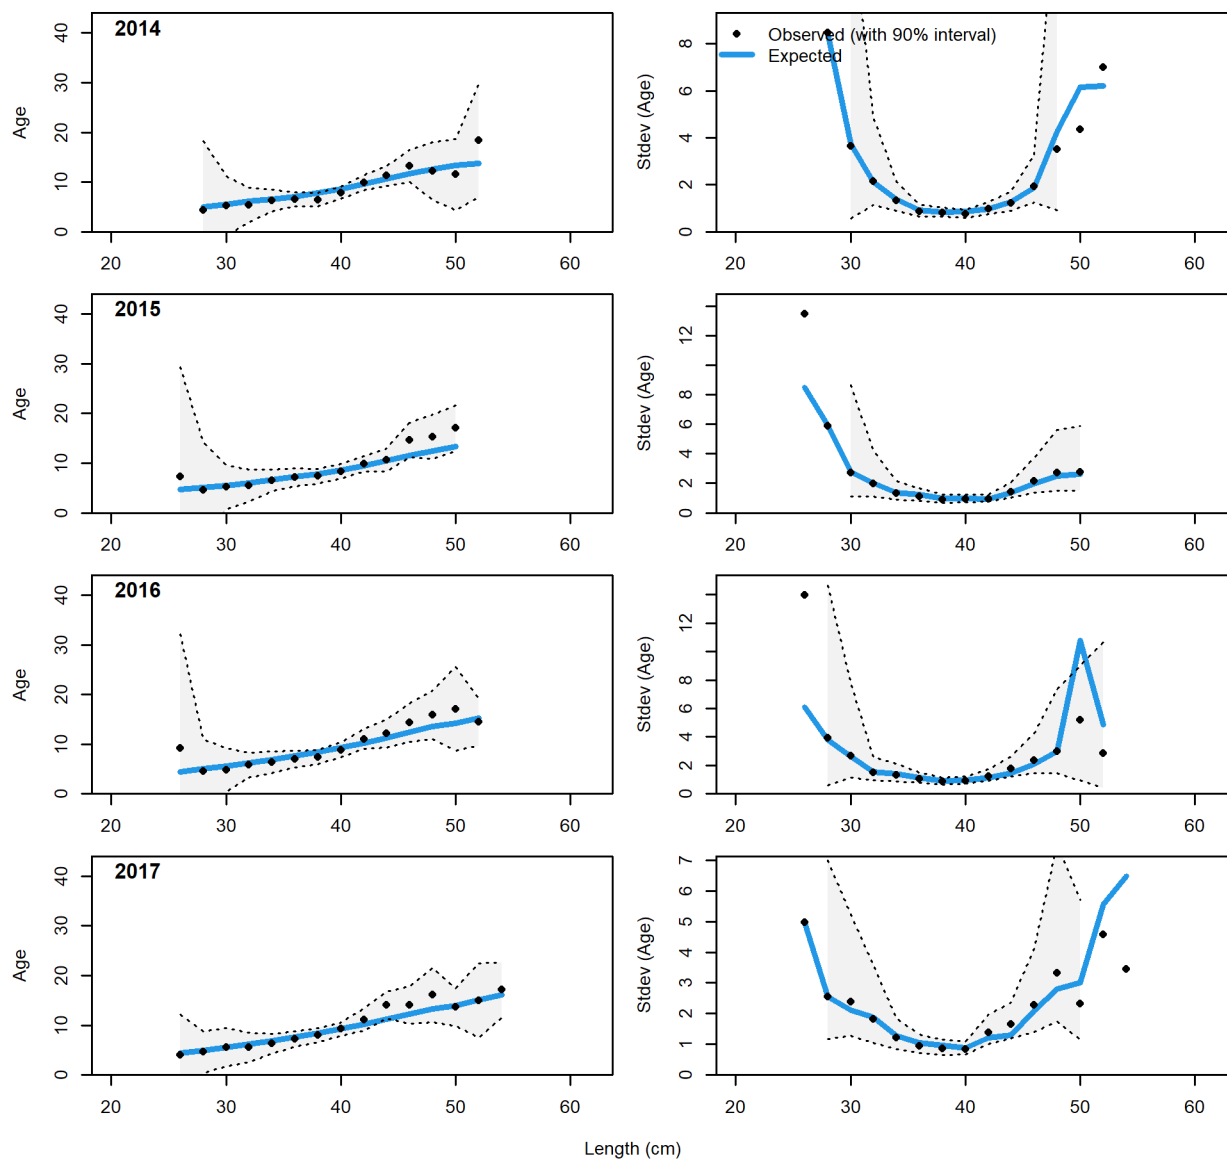 2014
Age
0 10 20 30 40
20 30 40 50 60
Observed (with 90% interval)
Expected
Stdev (Age)
0 2 4 6 8
20 30 40 50 60
2015
Age
0 10 20 30 40
20 30 40 50 60
Stdev (Age)
0 2 4 6 8 12
20 30 40 50 60
2016
Age
0 10 20 30 40
20 30 40 50 60
Stdev (Age)
0 2 4 6 8 12
20 30 40 50 60
2017
Age
0 10 20 30 40
20 30 40 50 60
Stdev (Age)
0 1 2 3 4 5 6 7
20 30 40 50 60
Length (cm)